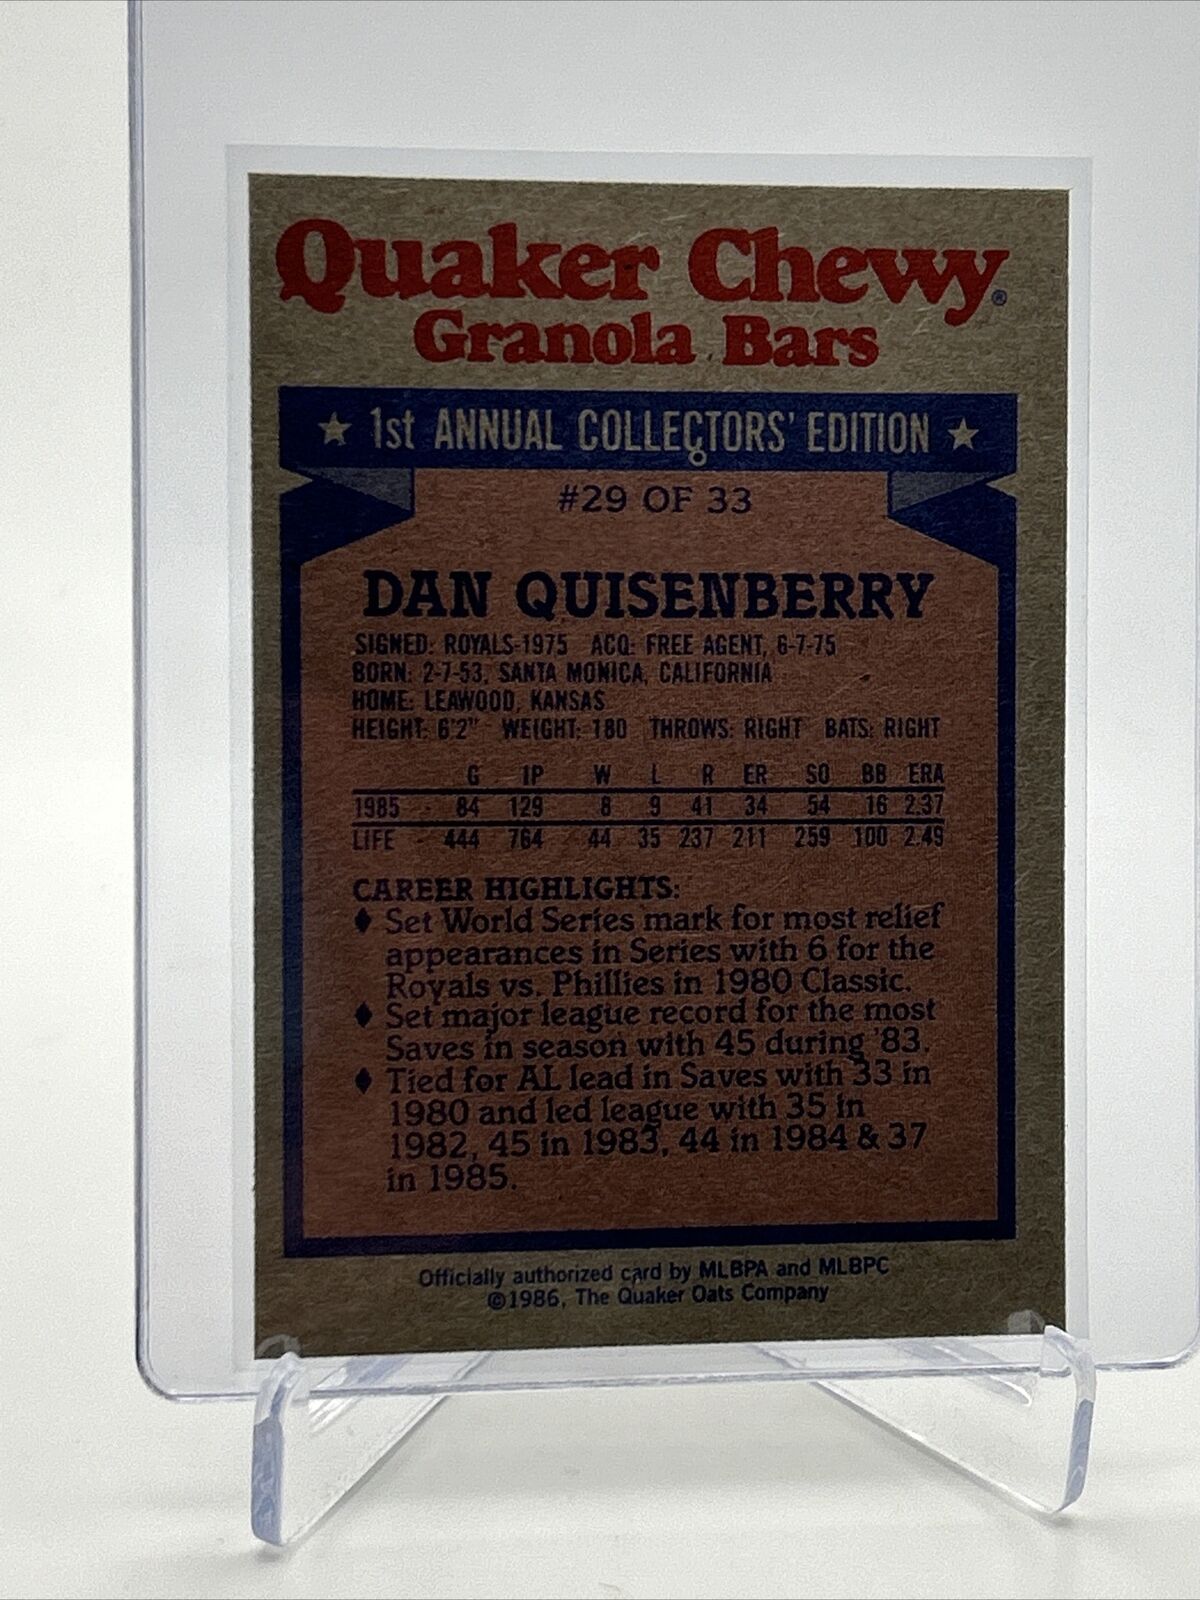 Quaker Chewy®
Granola Bars
★ 1st ANNUAL COLLECTORS' EDITION ★
#29 OF 33
DAN QUISENBERRY
SIGNED: ROYALS-1975 ACQ: FREE AGENT, 6-7-75
BORN: 2-7-53, SANTA MONICA, CALIFORNIA
HOME: LEAWOOD, KANSAS
HEIGHT: 6'2" WEIGHT: 180 THROWS: RIGHT BATS: RIGHT
G IP W L R ER SO BB ERA
1985 84 129 8 9 41 34 54 16 2.37
LIFE 444 764 44 35 237 211 259 100 2.49
CAREER HIGHLIGHTS:
♦ Set World Series mark for most relief
appearances in Series with 6 for the
Royals vs. Phillies in 1980 Classic.
♦ Set major league record for the most
Saves in season with 45 during '83.
♦ Tied for AL lead in Saves with 33 in
1980 and led league with 35 in
1982, 45 in 1983, 44 in 1984 & 37
in 1985.
Officially authorized card by MLBPA and MLBPC
©1986, The Quaker Oats Company